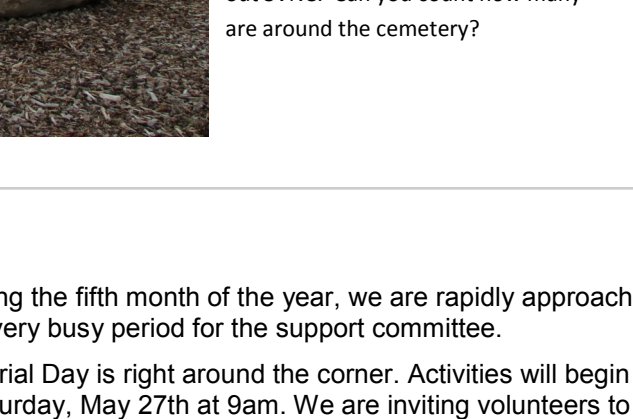 can you count how many
are around the cemetery?
ng the fifth month of the year, we are rapidly approach
very busy period for the support committee.
rial Day is right around the corner. Activities will begin
urday, May 27th at 9am. We are inviting volunteers to